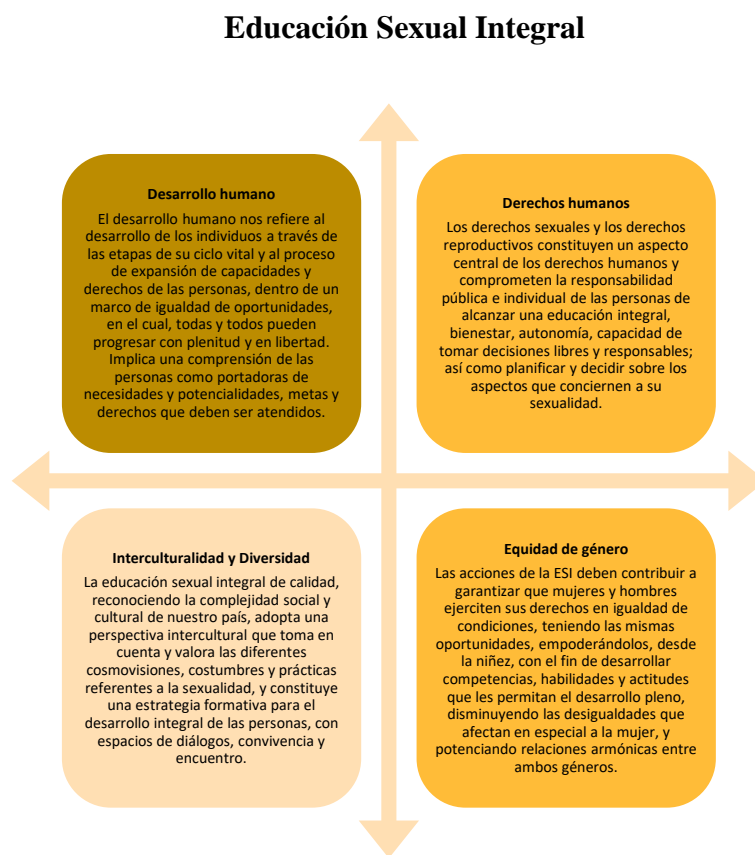 Educación Sexual Integral
Desarrollo humano
El desarrollo humano nos refiere al
desarrollo de los individuos a través de
las etapas de su ciclo vital y al proceso
de expansión de capacidades y
derechos de las personas, dentro de un
marco de igualdad de oportunidades,
en el cual, todas y todos pueden
progresar con plenitud y en libertad.
Implica una comprensión de las
personas como portadoras de
necesidades y potencialidades, metas y
derechos que deben ser atendidos.
Derechos humanos
Los derechos sexuales y los derechos
reproductivos constituyen un aspecto
central de los derechos humanos y
comprometen la responsabilidad
pública e individual de las personas de
alcanzar una educación integral,
bienestar, autonomía, capacidad de
tomar decisiones libres y responsables;
así como planificar y decidir sobre los
aspectos que conciernen a su
sexualidad.
Interculturalidad y Diversidad
La educación sexual integral de calidad,
reconociendo la complejidad social y
cultural de nuestro país, adopta una
perspectiva intercultural que toma en
cuenta y valora las diferentes
cosmovisiones, costumbres y prácticas
referentes a la sexualidad, y constituye
una estrategia formativa para el
desarrollo integral de las personas, con
espacios de diálogos, convivencia y
encuentro.
Equidad de género
Las acciones de la ESI deben contribuir a
garantizar que mujeres y hombres
ejerciten sus derechos en igualdad de
condiciones, teniendo las mismas
oportunidades, empoderándolos, desde
la niñez, con el fin de desarrollar
competencias, habilidades y actitudes
que les permitan el desarrollo pleno,
disminuyendo las desigualdades que
afectan en especial a la mujer, y
potenciando relaciones armónicas entre
ambos géneros.